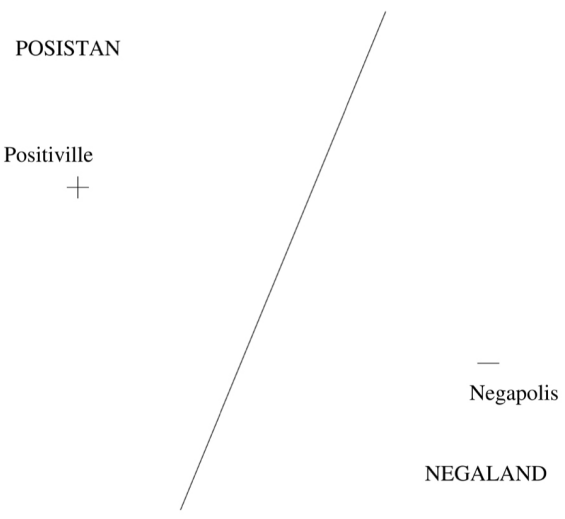 POSISTAN
Positiville
+
−
Negapolis
NEGALAND